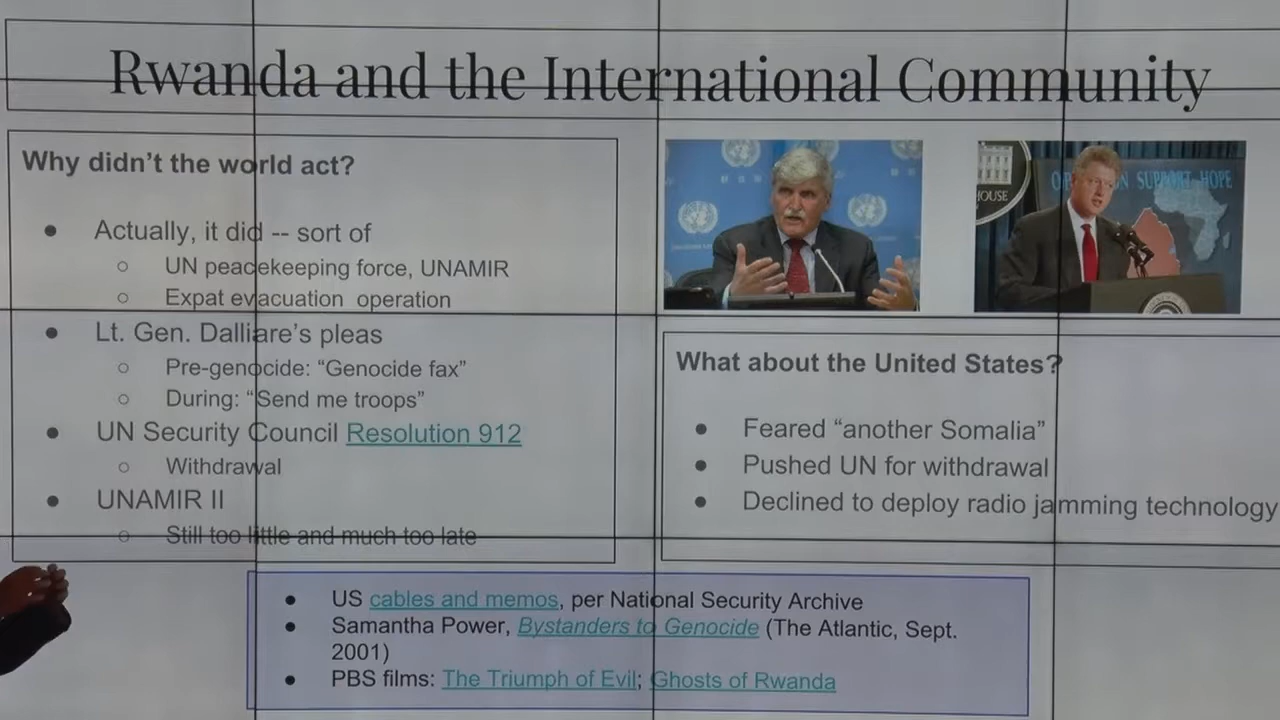 Rwanda and the International Community
Why didn't the world act?
Actually, it did -- sort of
UN peacekeeping force, UNAMIR
Expat evacuation operation
Lt. Gen. Dalliare's pleas
Pre-genocide: “Genocide fax”
During: “Send me troops”
UN Security Council Resolution 912
Withdrawal
UNAMIR II
Still too little and much too late
HOUSE
SUPPORT HOPE
What about the United States?
Feared “another Somalia”
Pushed UN for withdrawal
Declined to deploy radio jamming technology
US cables and memos, per National Security Archive
Samantha Power, Bystanders to Genocide (The Atlantic, Sept.
2001)
PBS films: The Triumph of Evil; Ghosts of Rwanda